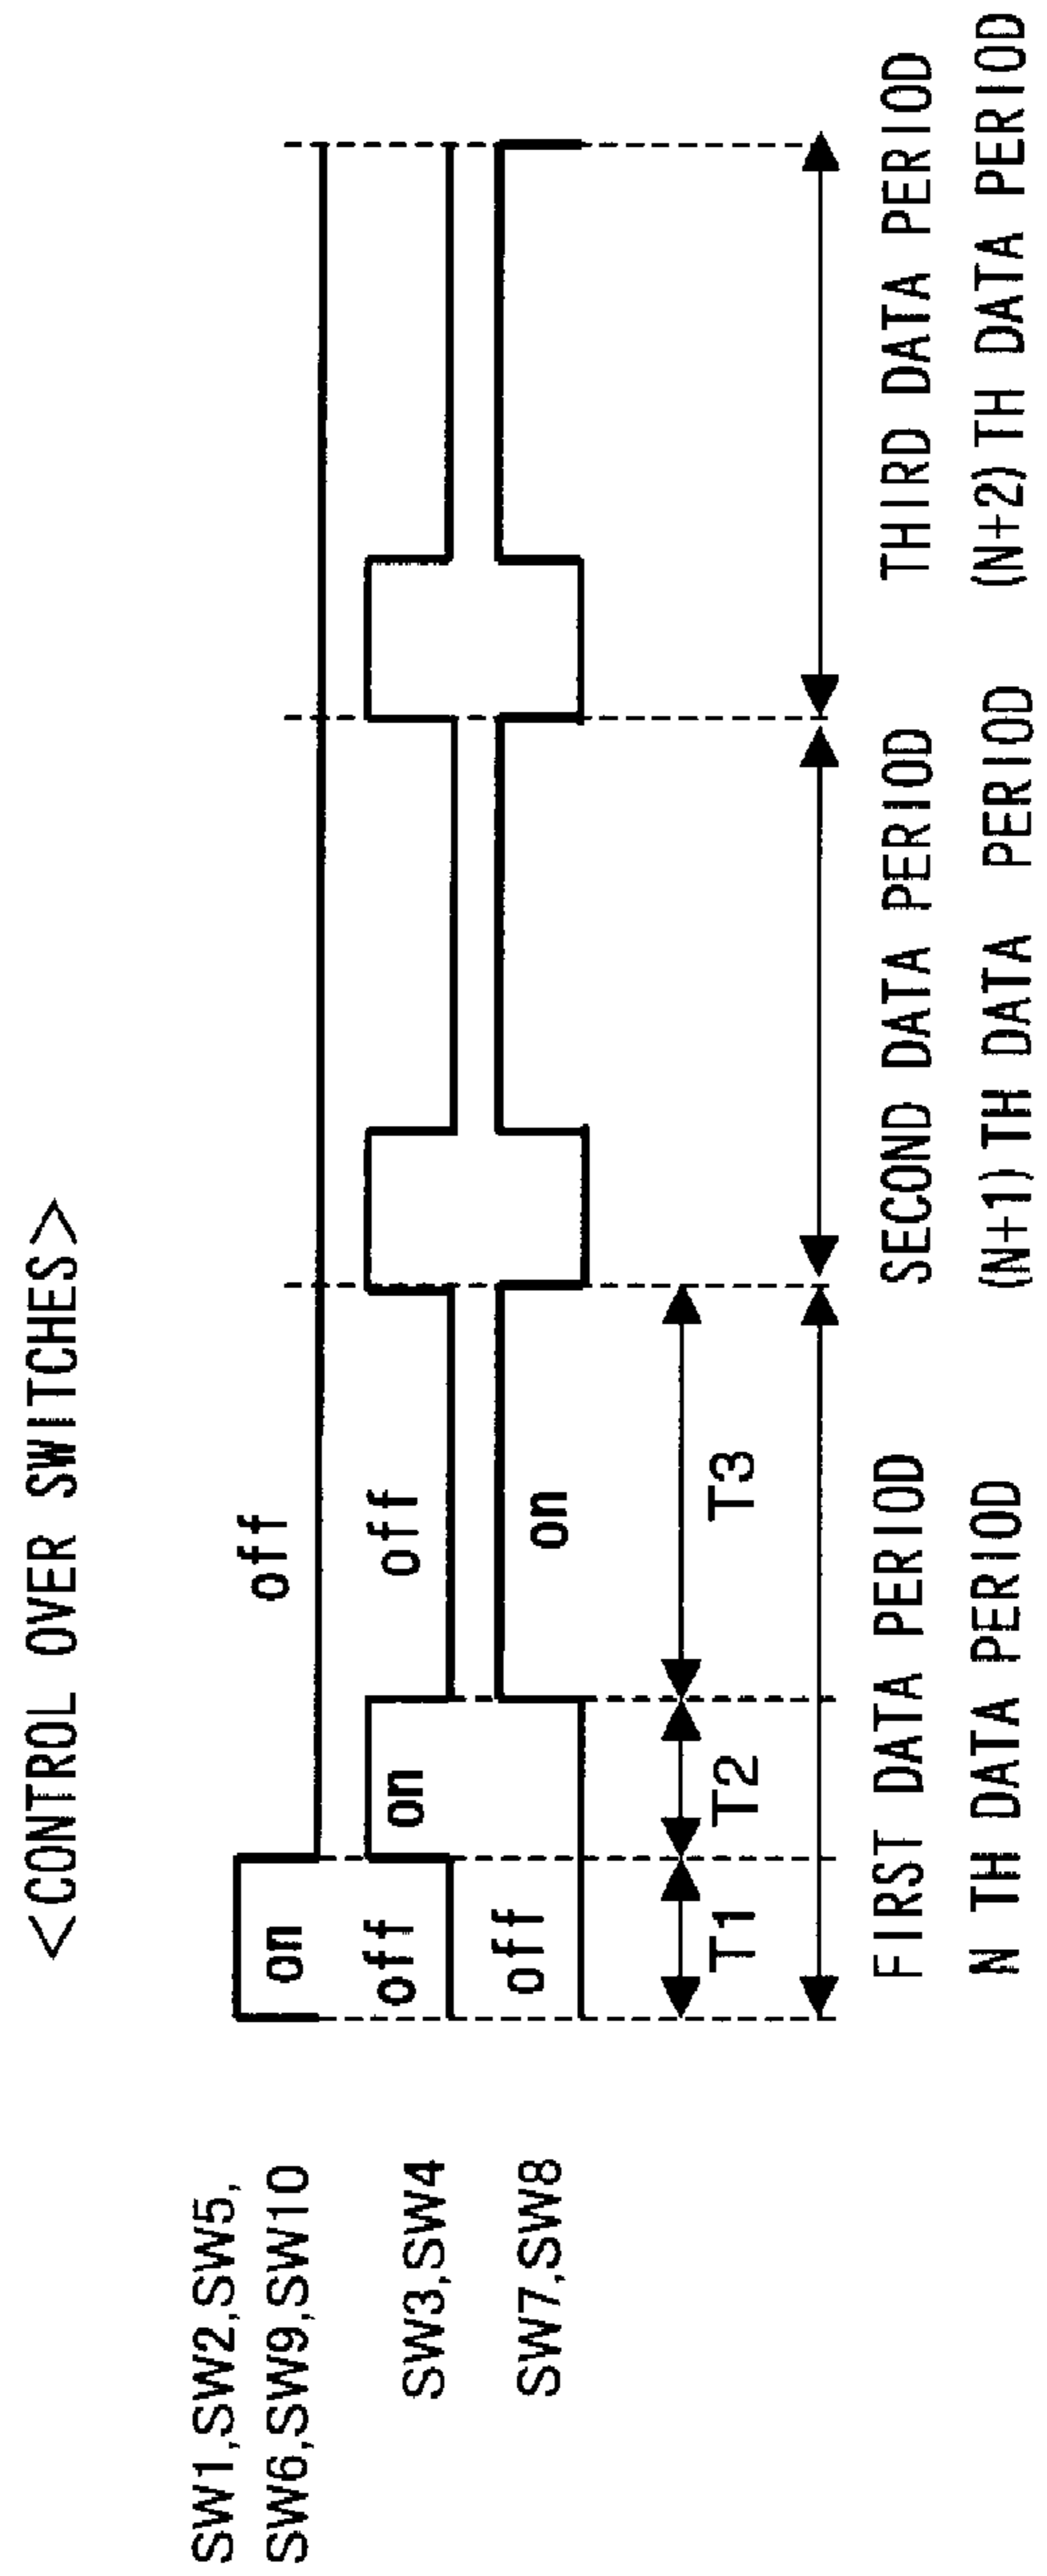 <CONTROL OVER SWITCHES>
SW1,SW2,SW5,
SW6,SW9,SW10
on
off
SW3,SW4
off
on
off
SW7,SW8
off
on
T1
T2
T3
FIRST DATA PERIOD
SECOND DATA PERIOD
THIRD DATA PERIOD
N TH DATA PERIOD
(N+1) TH DATA PERIOD
(N+2) TH DATA PERIOD